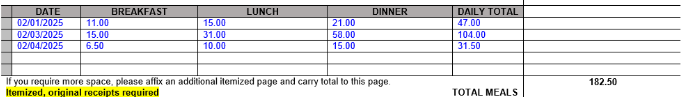 DATE BREAKFAST LUNCH DINNER DAILY TOTAL
02/01/2025 11.00 15.00 21.00 47.00
02/03/2025 15.00 31.00 58.00 104.00
02/04/2025 6.50 10.00 15.00 31.50
If you require more space, please affix an additional itemized page and carry total to this page. 182.50
Itemized, original receipts required TOTAL MEALS